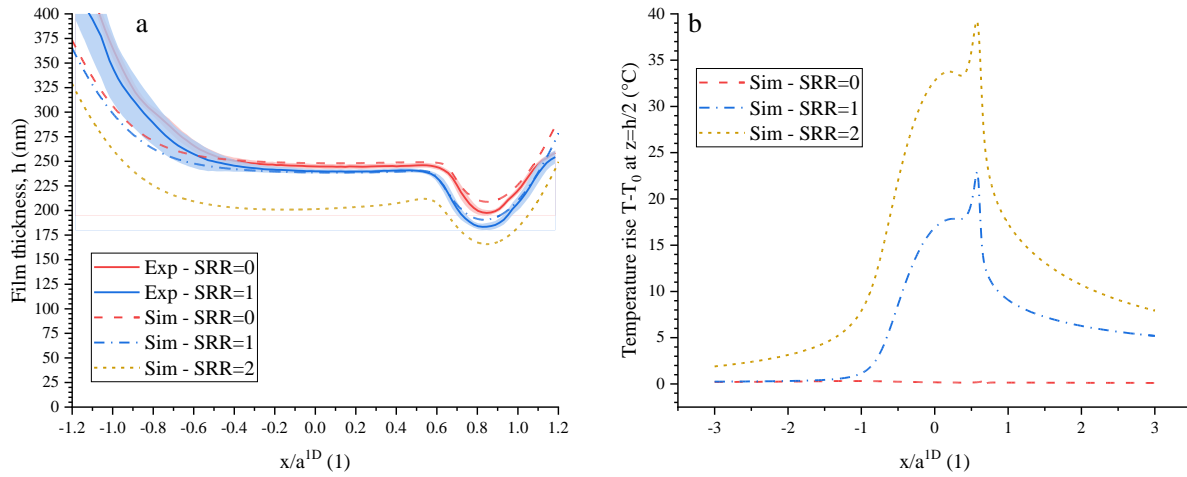 a
Film thickness, h (nm)
400
375
350
325
300
275
250
225
200
175
150
125
100
75
50
25
0
Exp - SRR=0
Exp - SRR=1
Sim - SRR=0
Sim - SRR=1
Sim - SRR=2
-1.2 -1.0 -0.8 -0.6 -0.4 -0.2 0.0 0.2 0.4 0.6 0.8 1.0 1.2
x/a^1D (1)
b
Temperature rise T-T₀ at z=h/2 (°C)
40
35
30
25
20
15
10
5
0
Sim - SRR=0
Sim - SRR=1
Sim - SRR=2
-3 -2 -1 0 1 2 3
x/a^1D (1)